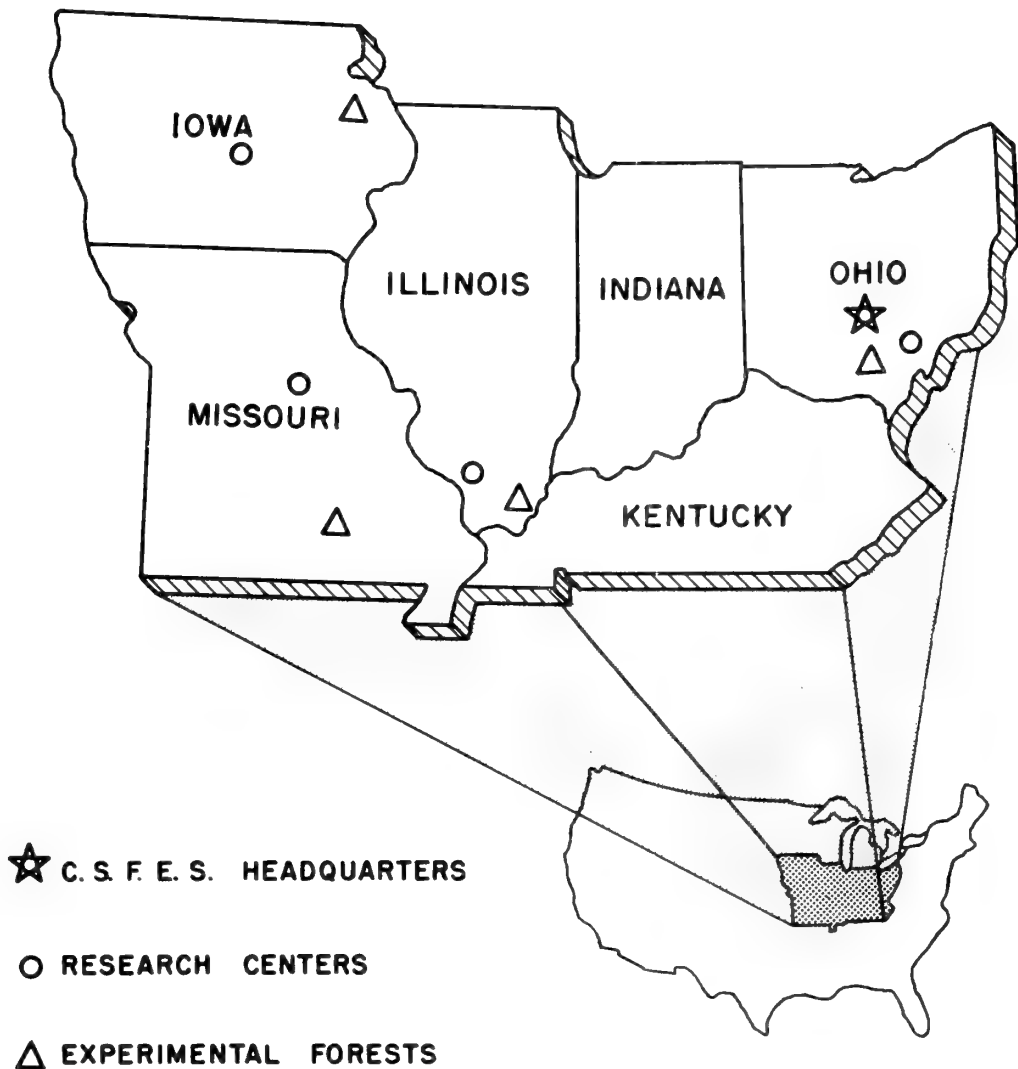 IOWA
ILLINOIS
INDIANA
OHIO
MISSOURI
KENTUCKY
C. S. F. E. S. HEADQUARTERS
RESEARCH CENTERS
EXPERIMENTAL FORESTS